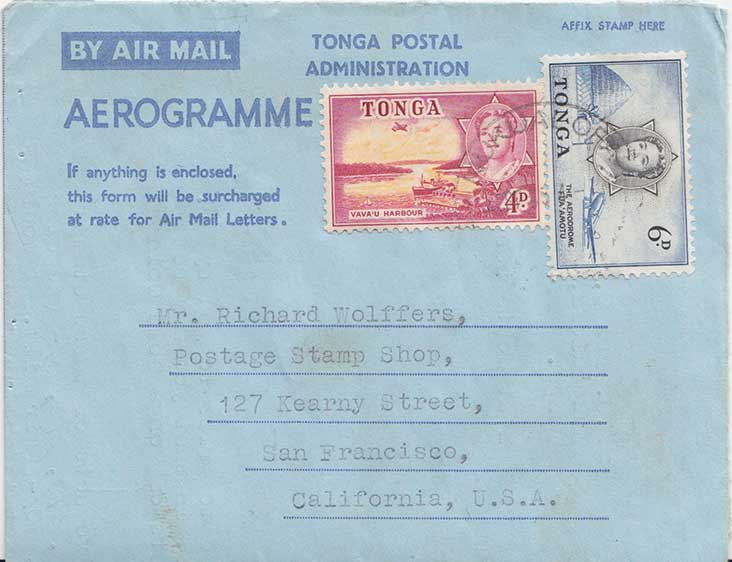 AFFIX STAMP HERE
BY AIR MAIL
TONGA POSTAL
ADMINISTRATION
AEROGRAMME
If anything is enclosed,
this form will be surcharged
at rate for Air Mail Letters.
TONGA
VAVA'U HARBOUR
4D.
TONGA
THE AERODROME
FUA'AMOTU
6D.
Mr. Richard Wolffers,
Postage Stamp Shop,
127 Kearny Street,
San Francisco,
California, U.S.A.